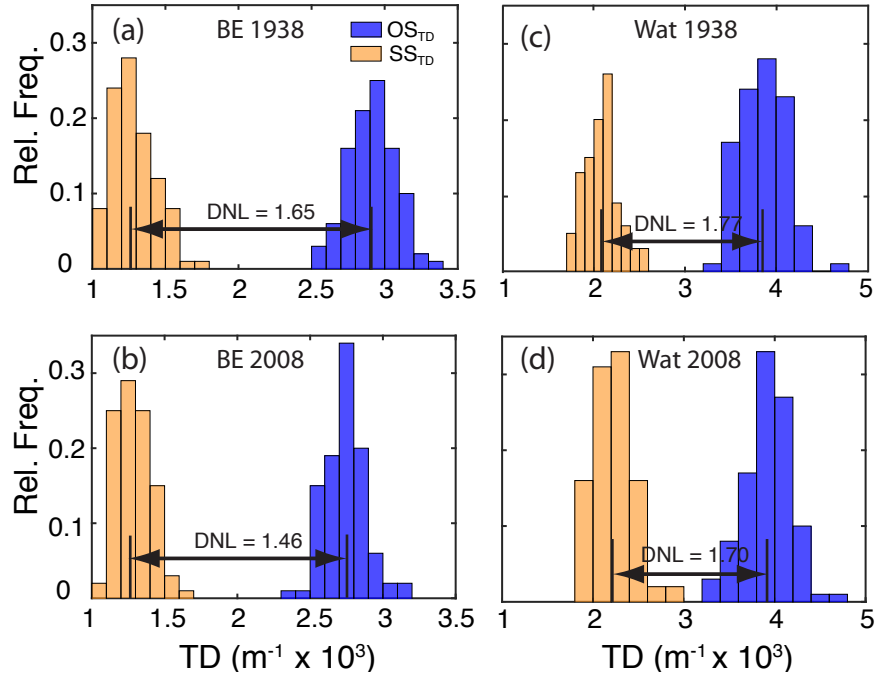 (a) BE 1938
OS_TD
SS_TD
Rel. Freq.
0.3
0.2
0.1
0
DNL = 1.65
1 1.5 2 2.5 3 3.5
(c) Wat 1938
DNL = 1.77
1 2 3 4 5
(b) BE 2008
Rel. Freq.
0.3
0.2
0.1
0
DNL = 1.46
1 1.5 2 2.5 3 3.5
TD (m⁻¹ x 10³)
(d) Wat 2008
DNL = 1.70
1 2 3 4 5
TD (m⁻¹ x 10³)